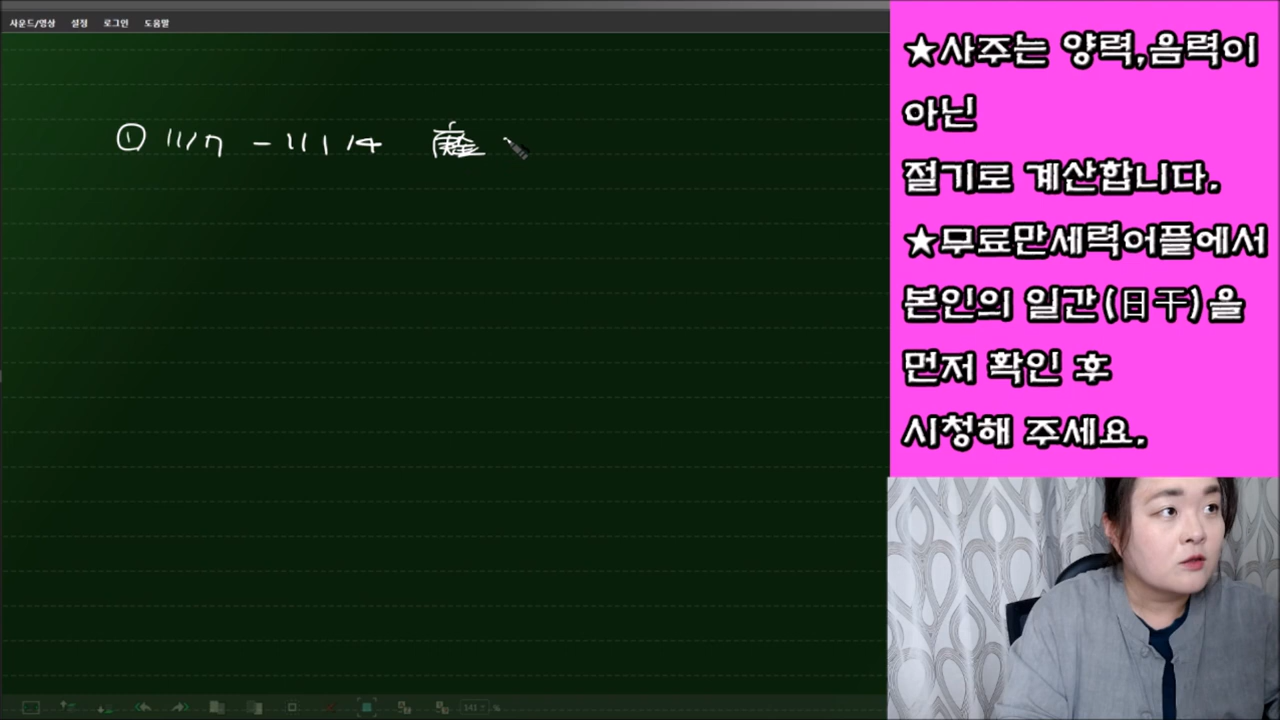 사운드/영상 설정 로그인 도움말
① 11/7 - 11/14
★사주는 양력,음력이
아닌
절기로 계산합니다.
★무료만세력어플에서
본인의 일간(日干)을
먼저 확인 후
시청해 주세요.
141 %